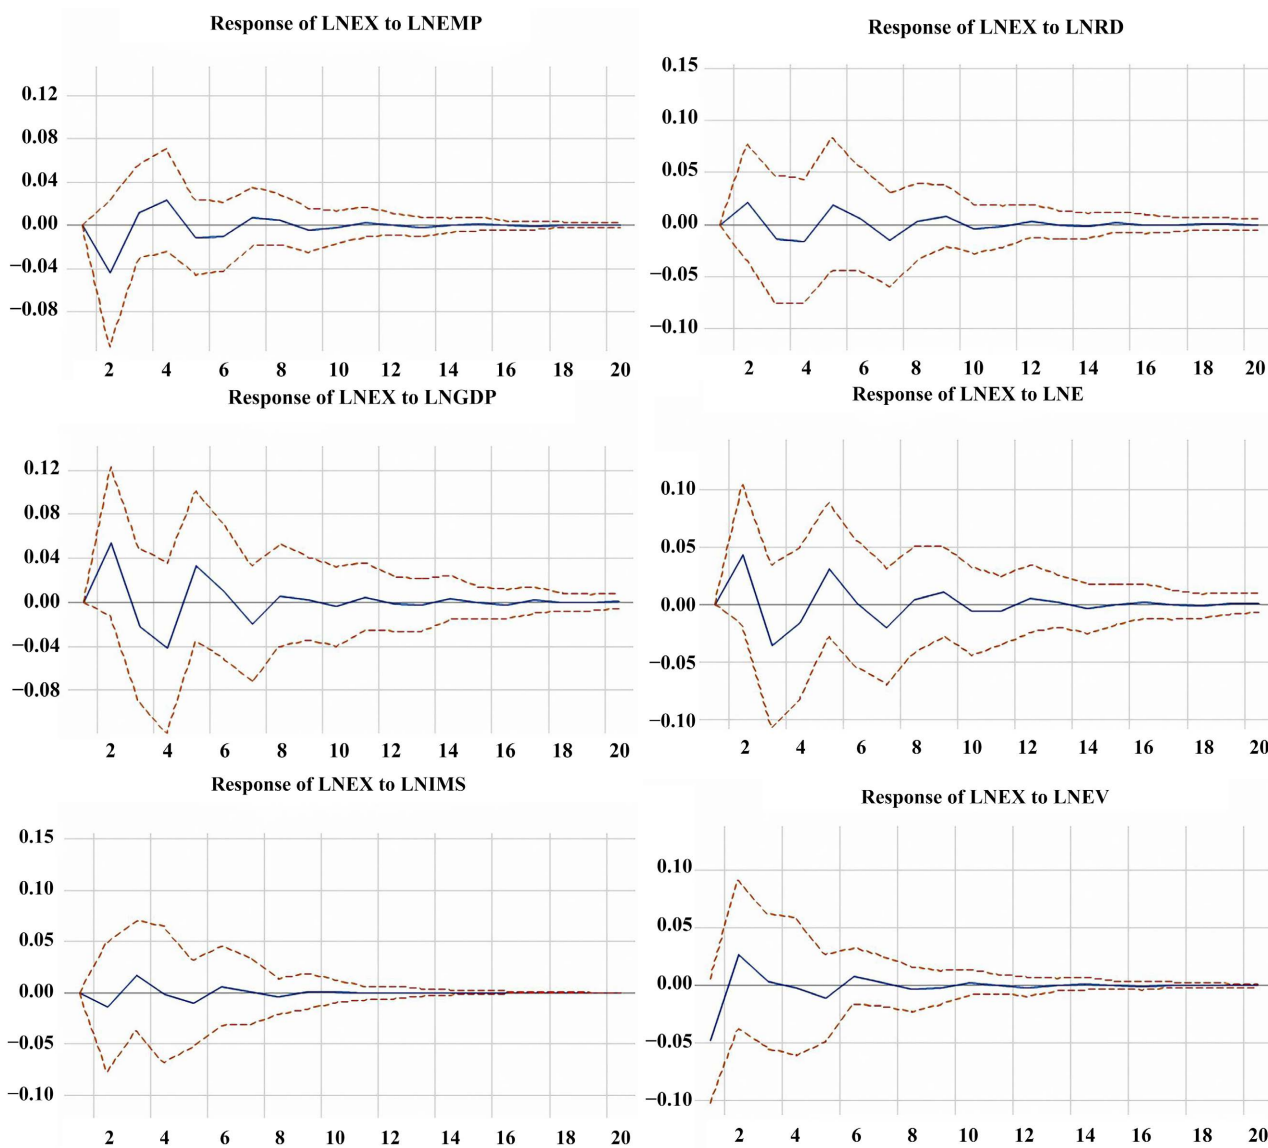 Response of LNEX to LNEMP
0.12
0.08
0.04
0.00
−0.04
−0.08
2 4 6 8 10 12 14 16 18 20
Response of LNEX to LNRD
0.15
0.10
0.05
0.00
−0.05
−0.10
2 4 6 8 10 12 14 16 18 20
Response of LNEX to LNGDP
0.12
0.08
0.04
0.00
−0.04
−0.08
2 4 6 8 10 12 14 16 18 20
Response of LNEX to LNE
0.10
0.05
0.00
−0.05
−0.10
2 4 6 8 10 12 14 16 18 20
Response of LNEX to LNIMS
0.15
0.10
0.05
0.00
−0.05
−0.10
2 4 6 8 10 12 14 16 18 20
Response of LNEX to LNEV
0.10
0.05
0.00
−0.05
−0.10
2 4 6 8 10 12 14 16 18 20